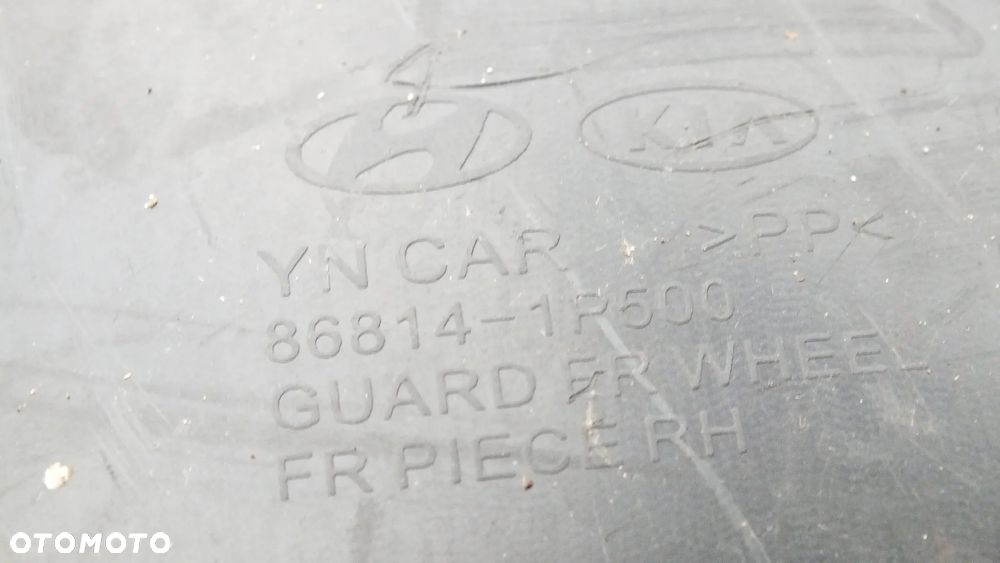 KIA
YN CAR >PP<
86814-1P500
GUARD FR WHEEL
FR PIECE RH
OTOMOTO